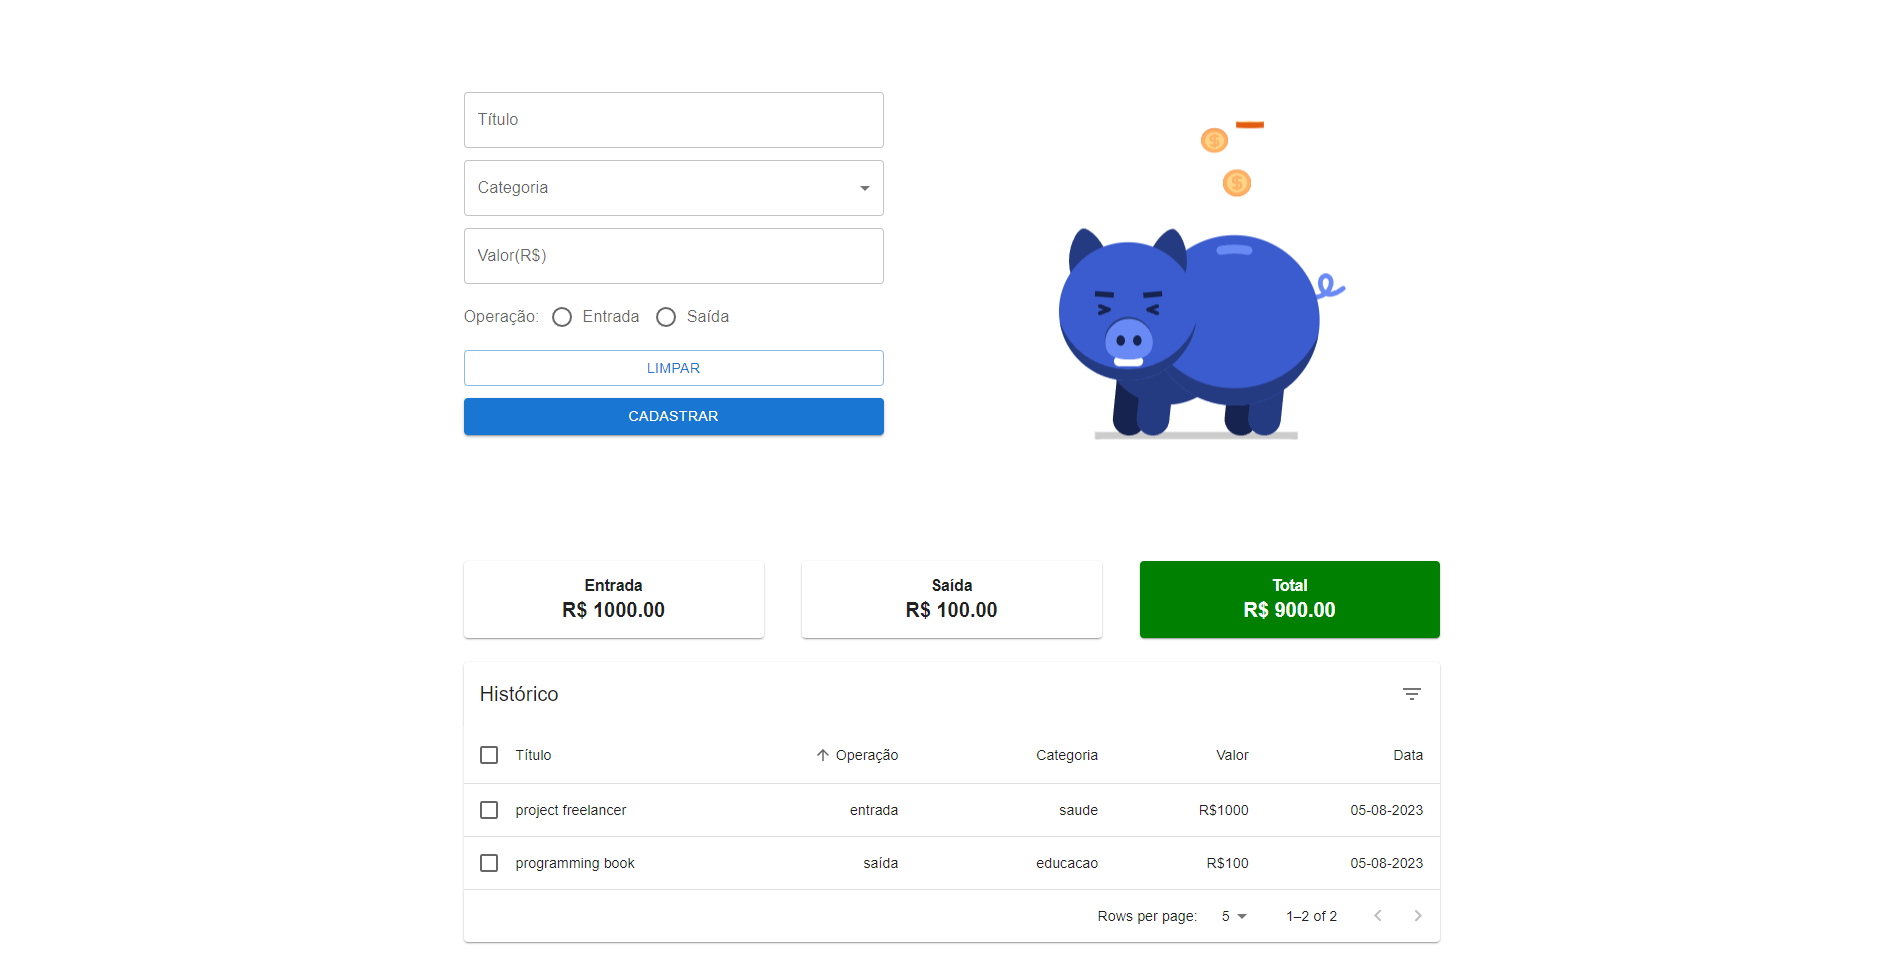 Título
Categoria
Valor(R$)
Operação: Entrada Saída
LIMPAR
CADASTRAR
$
$
Entrada
R$ 1000.00
Saída
R$ 100.00
Total
R$ 900.00
Histórico
Título Operação Categoria Valor Data
project freelancer entrada saude R$1000 05-08-2023
programming book saída educacao R$100 05-08-2023
Rows per page: 5 1–2 of 2